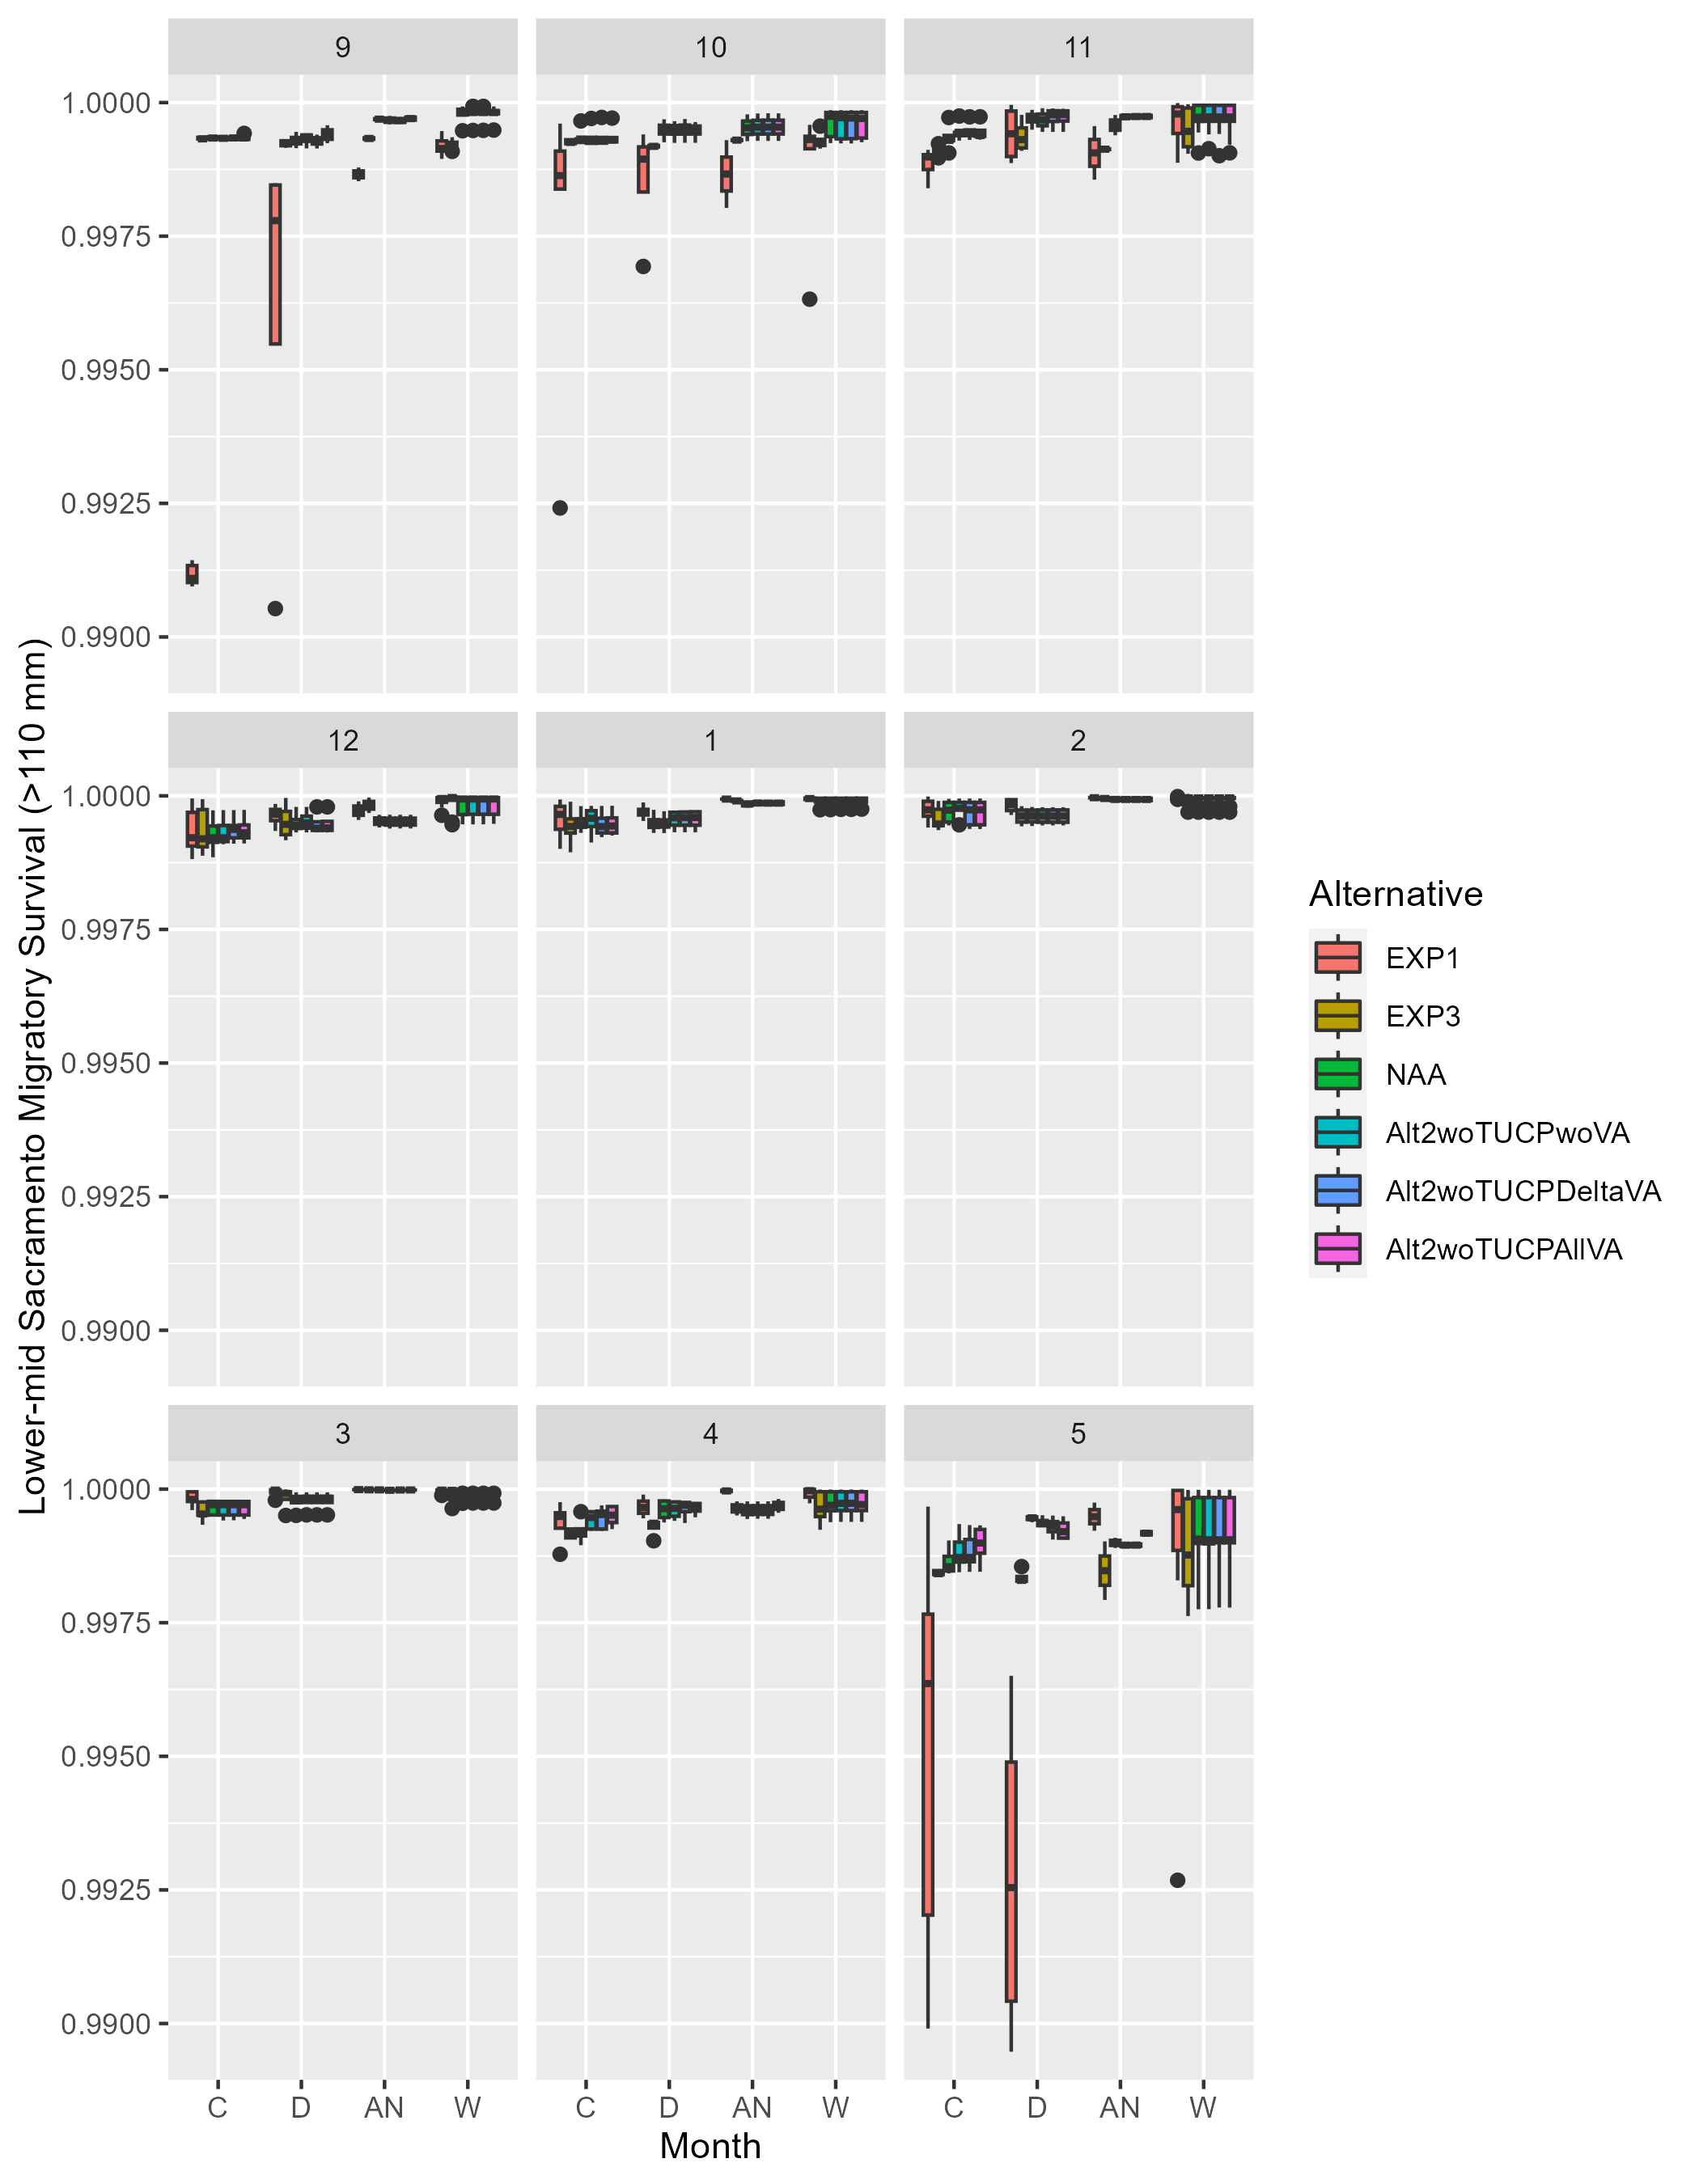 9
10
11
1.0000
0.9975
0.9950
0.9925
0.9900
12
1
2
1.0000
0.9975
0.9950
0.9925
0.9900
3
4
5
1.0000
0.9975
0.9950
0.9925
0.9900
C D AN W
C D AN W
C D AN W
Month
Lower-mid Sacramento Migratory Survival (>110 mm)
Alternative
EXP1
EXP3
NAA
Alt2woTUCPwoVA
Alt2woTUCPDeltaVA
Alt2woTUCPAllVA